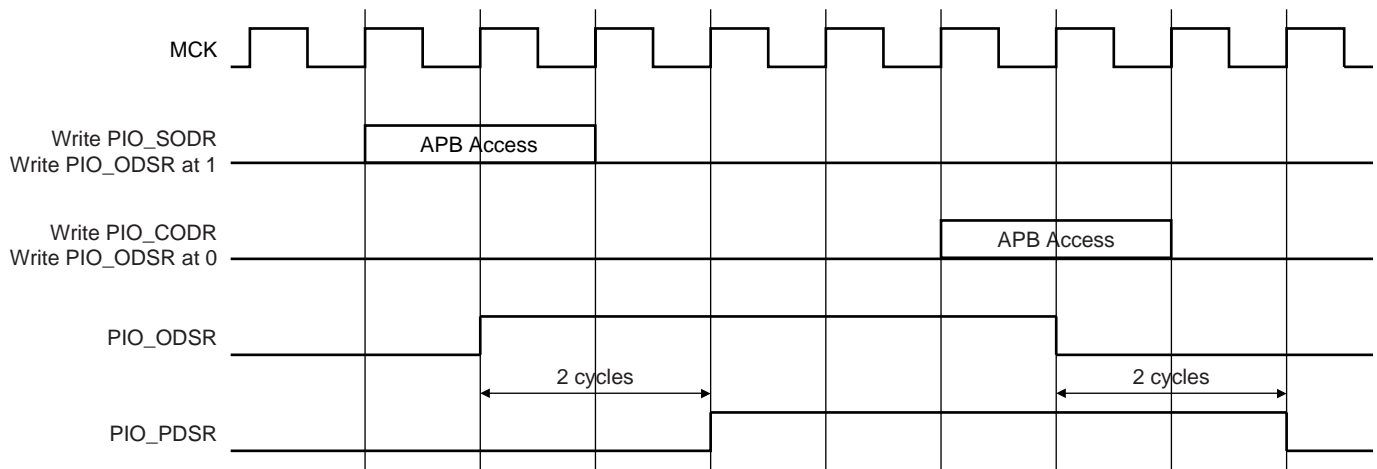 MCK
Write PIO_SODR
Write PIO_ODSR at 1
APB Access
Write PIO_CODR
Write PIO_ODSR at 0
APB Access
PIO_ODSR
2 cycles
2 cycles
PIO_PDSR